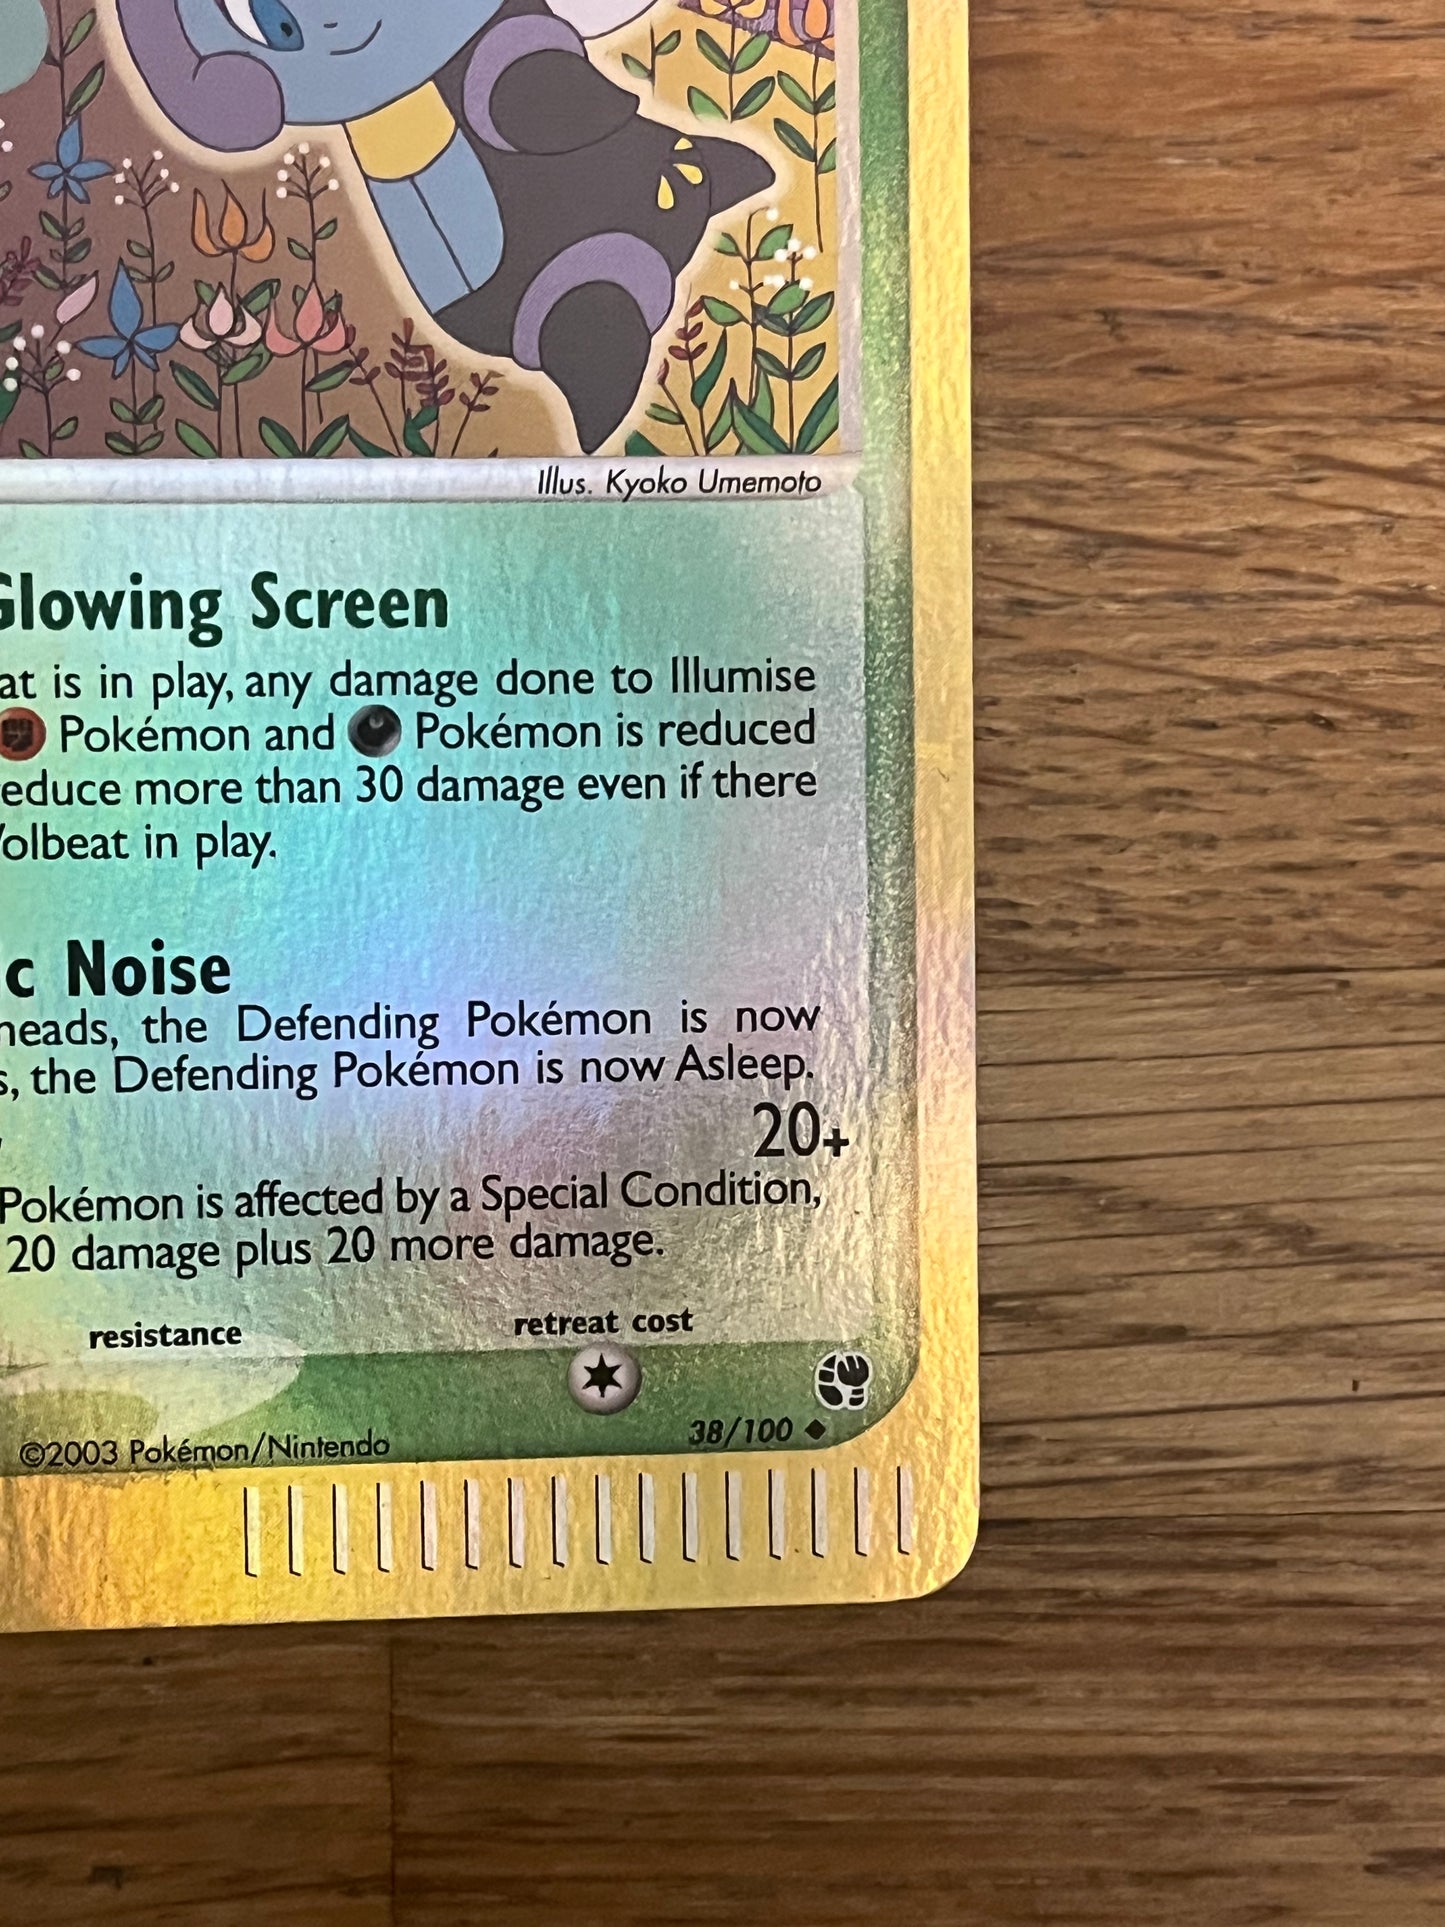 Illus. Kyoko Umemoto
Glowing Screen
at is in play, any damage done to Illumise
Pokémon and Pokémon is reduced
educe more than 30 damage even if there
Volbeat in play.
c Noise
heads, the Defending Pokémon is now
s, the Defending Pokémon is now Asleep.
20+
Pokémon is affected by a Special Condition,
20 damage plus 20 more damage.
resistance
retreat cost
38/100
©2003 Pokémon/Nintendo